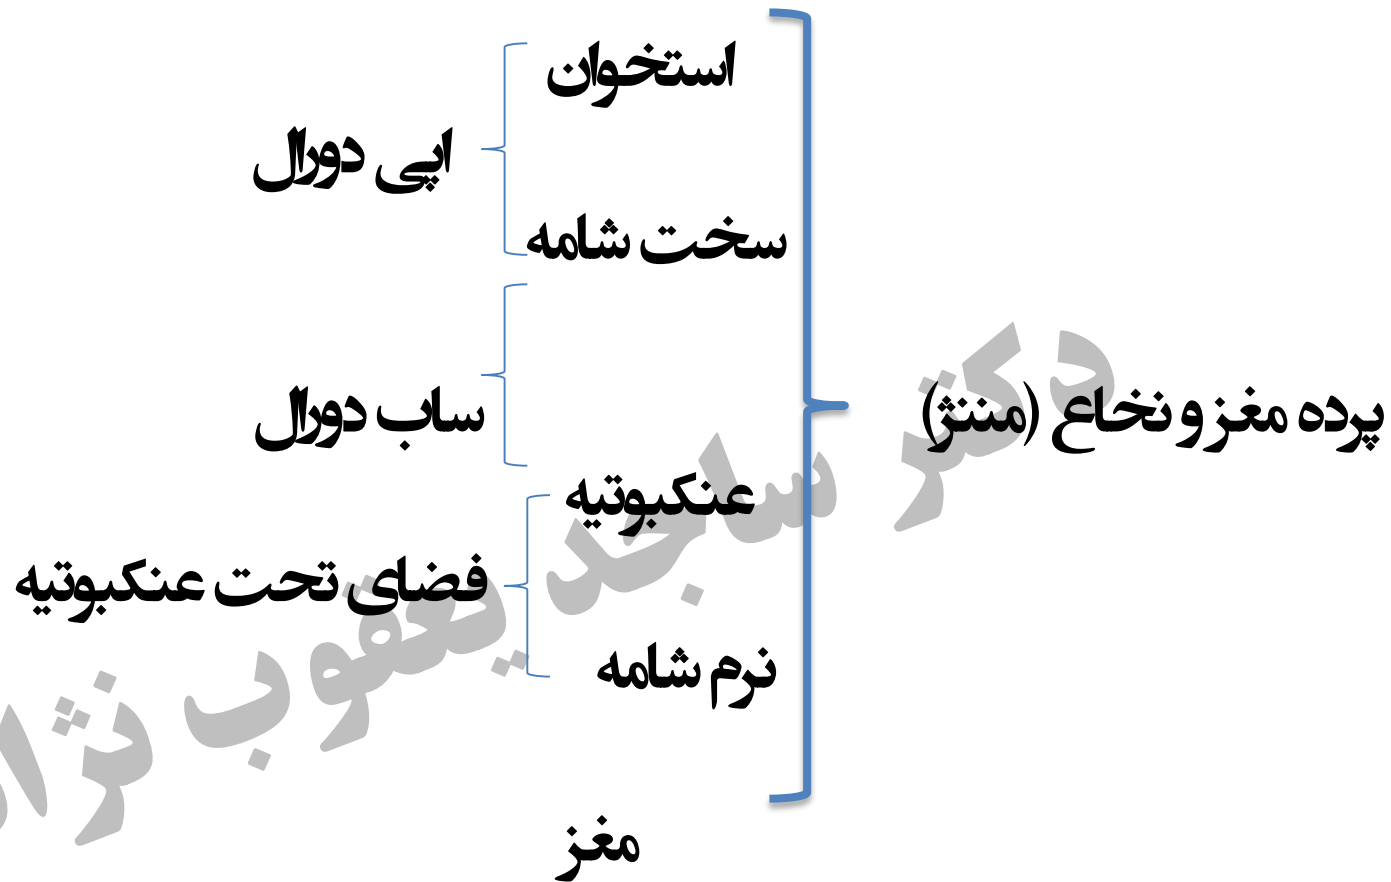 پرده مغز و نخاع (مننژ)
استخوان
اپی دورال
سخت شامه
ساب دورال
عنکبوتیه
فضای تحت عنکبوتیه
نرم شامه
مغز
دکتر ساجد یعقوب نژاد